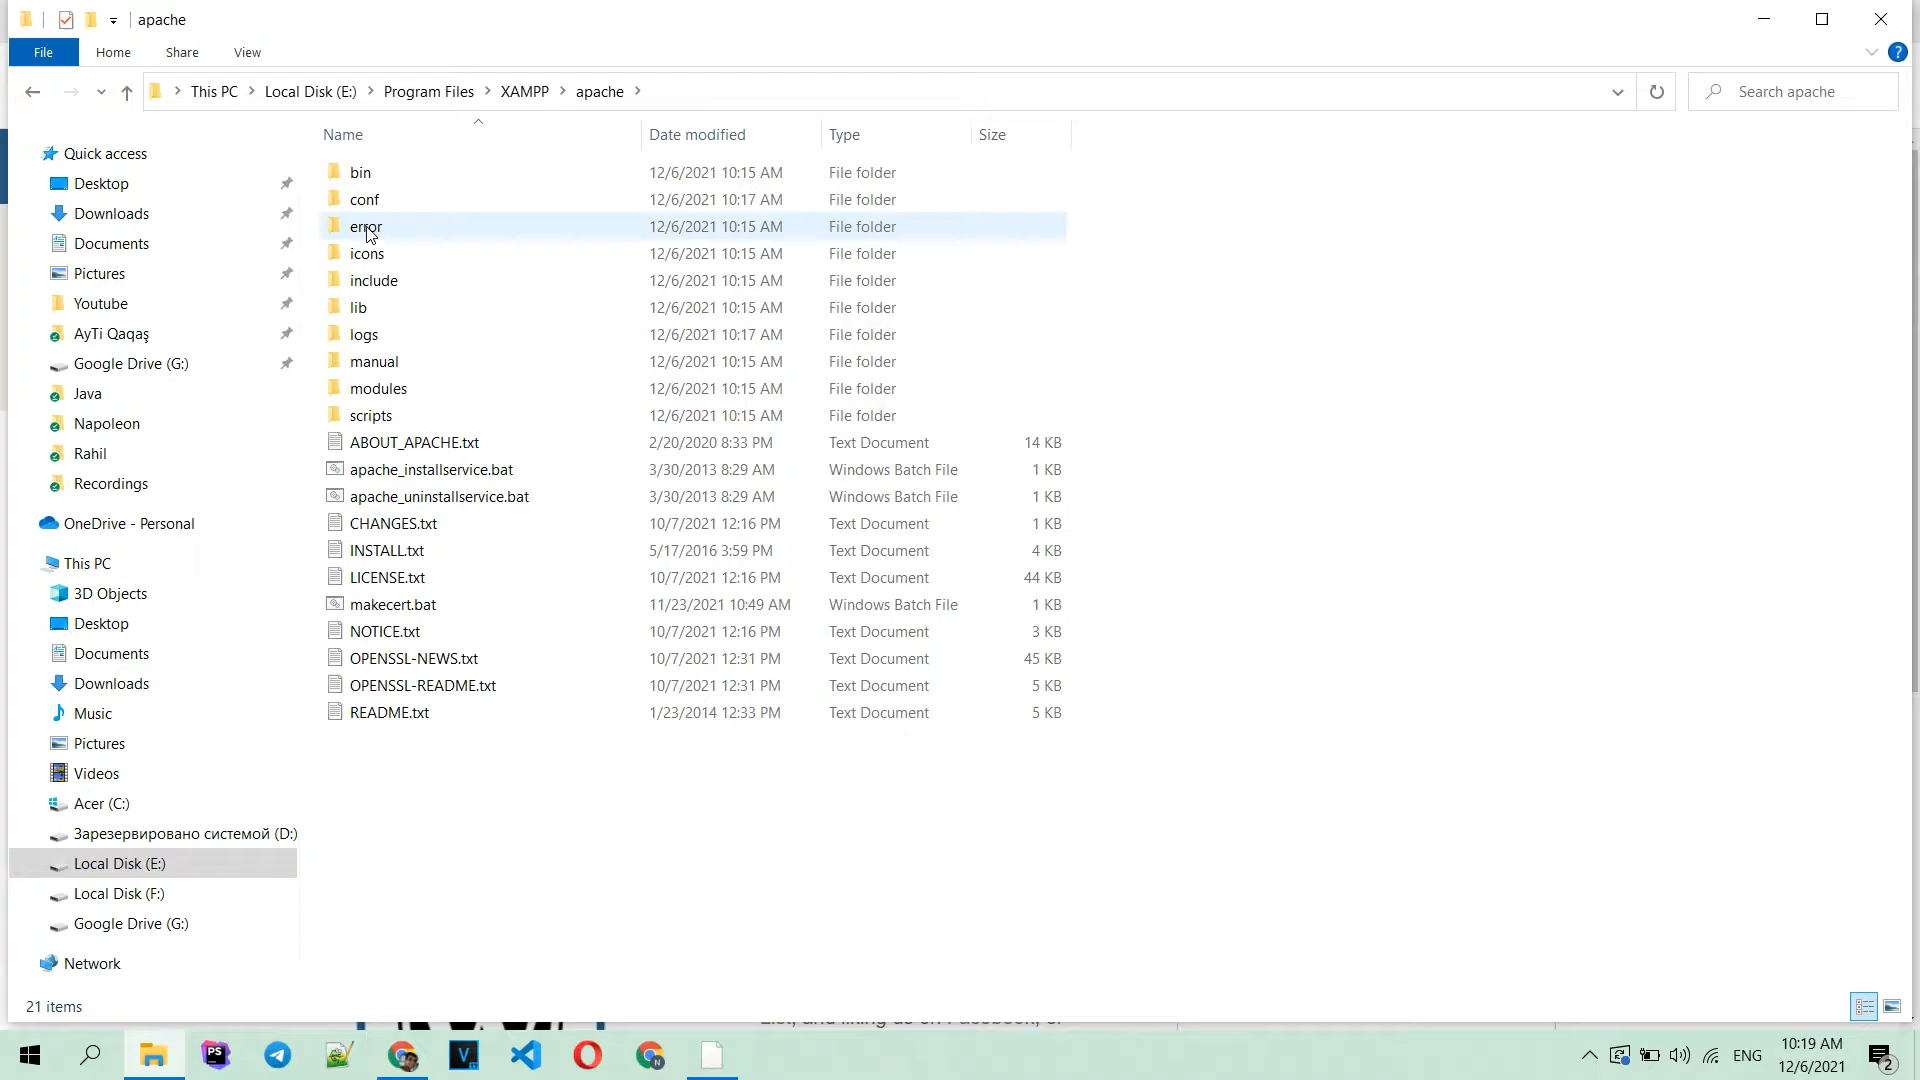 apache
File Home Share View
This PC Local Disk (E:) Program Files XAMPP apache Search apache
Name Date modified Type Size
Quick access
Desktop
Downloads
Documents
Pictures
Youtube
AyTi Qaqaş
Google Drive (G:)
Java
Napoleon
Rahil
Recordings
OneDrive - Personal
This PC
3D Objects
Desktop
Documents
Downloads
Music
Pictures
Videos
Acer (C:)
Зарезервировано системой (D:)
Local Disk (E:)
Local Disk (F:)
Google Drive (G:)
Network
bin 12/6/2021 10:15 AM File folder
conf 12/6/2021 10:17 AM File folder
error 12/6/2021 10:15 AM File folder
icons 12/6/2021 10:15 AM File folder
include 12/6/2021 10:15 AM File folder
lib 12/6/2021 10:15 AM File folder
logs 12/6/2021 10:17 AM File folder
manual 12/6/2021 10:15 AM File folder
modules 12/6/2021 10:15 AM File folder
scripts 12/6/2021 10:15 AM File folder
ABOUT_APACHE.txt 2/20/2020 8:33 PM Text Document 14 KB
apache_installservice.bat 3/30/2013 8:29 AM Windows Batch File 1 KB
apache_uninstallservice.bat 3/30/2013 8:29 AM Windows Batch File 1 KB
CHANGES.txt 10/7/2021 12:16 PM Text Document 1 KB
INSTALL.txt 5/17/2016 3:59 PM Text Document 4 KB
LICENSE.txt 10/7/2021 12:16 PM Text Document 44 KB
makecert.bat 11/23/2021 10:49 AM Windows Batch File 1 KB
NOTICE.txt 10/7/2021 12:16 PM Text Document 3 KB
OPENSSL-NEWS.txt 10/7/2021 12:31 PM Text Document 45 KB
OPENSSL-README.txt 10/7/2021 12:31 PM Text Document 5 KB
README.txt 1/23/2014 12:33 PM Text Document 5 KB
21 items
PS
V
N
ENG
10:19 AM
12/6/2021
2